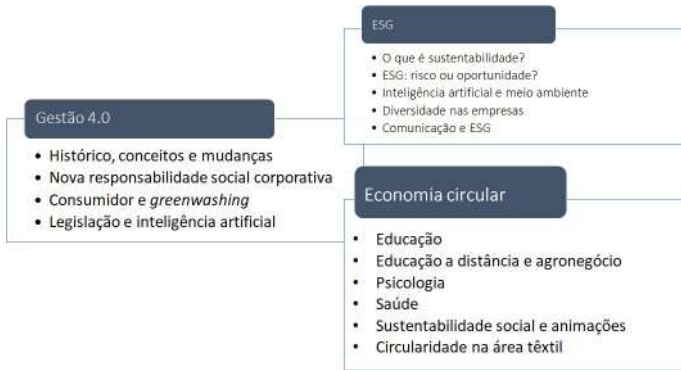 Gestão 4.0
• Histórico, conceitos e mudanças
• Nova responsabilidade social corporativa
• Consumidor e greenwashing
• Legislação e inteligência artificial
ESG
• O que é sustentabilidade?
• ESG: risco ou oportunidade?
• Inteligência artificial e meio ambiente
• Diversidade nas empresas
• Comunicação e ESG
Economia circular
• Educação
• Educação a distância e agronegócio
• Psicologia
• Saúde
• Sustentabilidade social e animações
• Circularidade na área têxtil